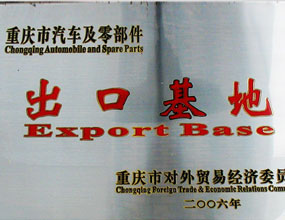 重庆市汽车及零部件
Chongqing Automobile and Spare Parts
出口基地
Export Base
重庆市对外贸易经济委员
Chongqing Foreign Trade & Economic Relations Com
二〇〇六年